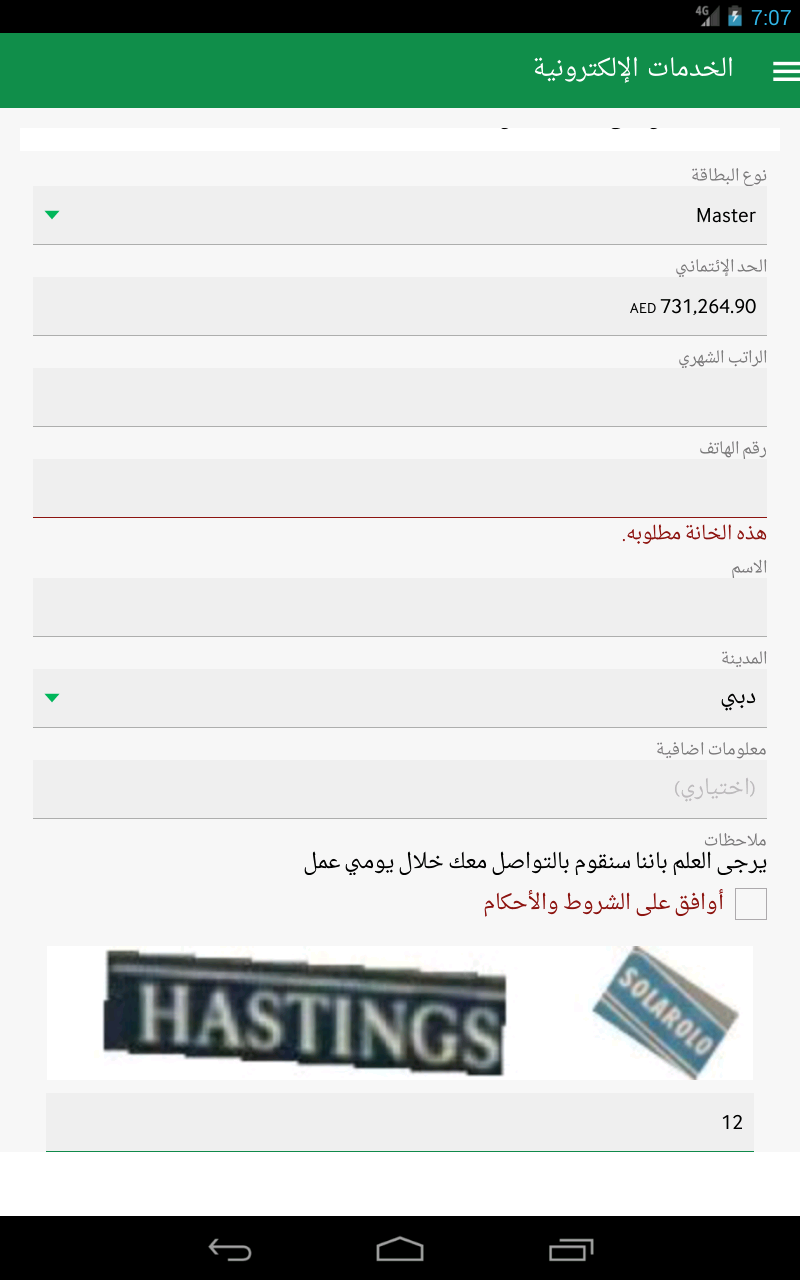 4G 7:07
الخدمات الإلكترونية
نوع البطاقة
Master
الحد الإئتماني
AED 731,264.90
الراتب الشهري
رقم الهاتف
هذه الخانة مطلوبه.
الاسم
المدينة
دبي
معلومات اضافية
(اختياري)
ملاحظات
يرجى العلم باننا سنقوم بالتواصل معك خلال يومي عمل
أوافق على الشروط والأحكام
HASTINGS SOLAROLO
12